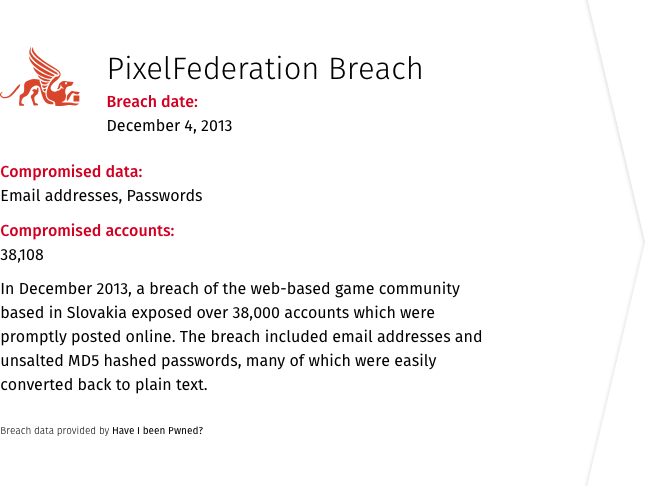 PixelFederation Breach
Breach date:
December 4, 2013
Compromised data:
Email addresses, Passwords
Compromised accounts:
38,108
In December 2013, a breach of the web-based game community
based in Slovakia exposed over 38,000 accounts which were
promptly posted online. The breach included email addresses and
unsalted MD5 hashed passwords, many of which were easily
converted back to plain text.
Breach data provided by Have I been Pwned?